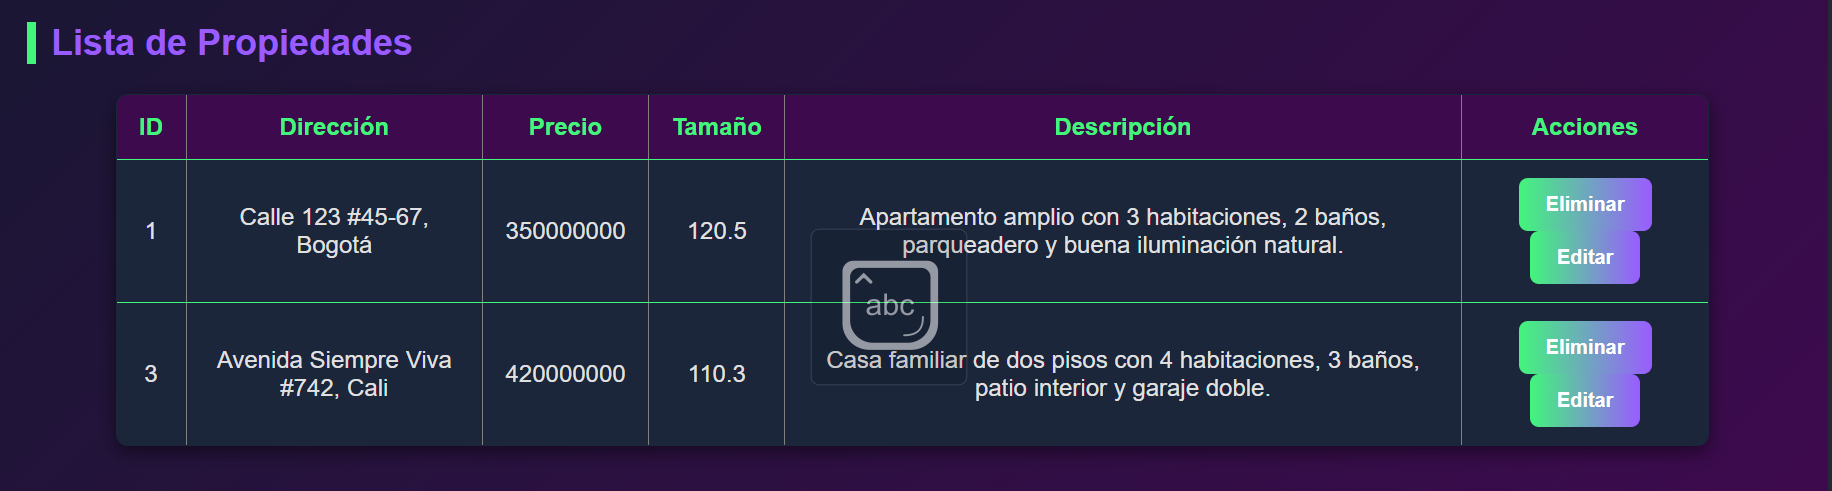 Lista de Propiedades
ID Dirección Precio Tamaño Descripción Acciones
1 Calle 123 #45-67, Bogotá 350000000 120.5 Apartamento amplio con 3 habitaciones, 2 baños, parqueadero y buena iluminación natural. Eliminar Editar
abc
3 Avenida Siempre Viva #742, Cali 420000000 110.3 Casa familiar de dos pisos con 4 habitaciones, 3 baños, patio interior y garaje doble. Eliminar Editar